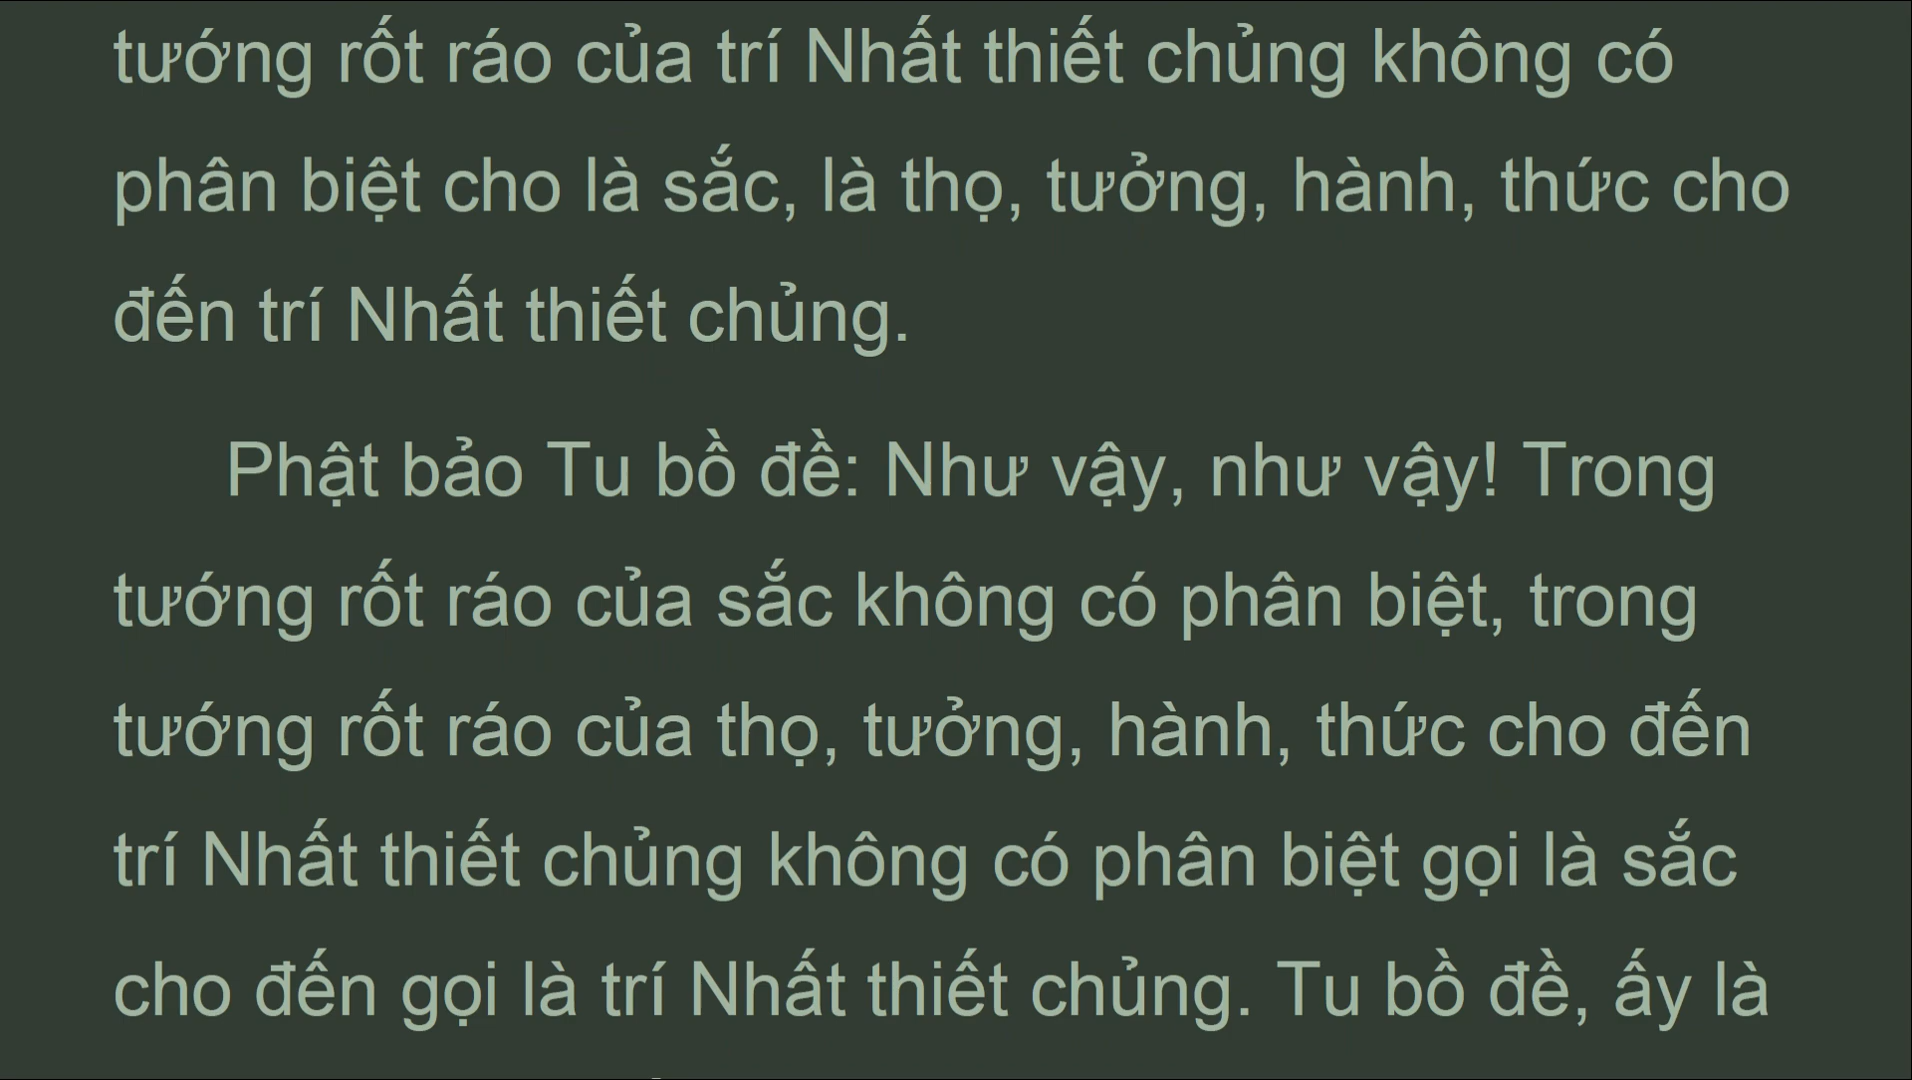 tướng rốt ráo của trí Nhất thiết chủng không có
phân biệt cho là sắc, là thọ, tưởng, hành, thức cho
đến trí Nhất thiết chủng.
Phật bảo Tu bồ đề: Như vậy, như vậy! Trong
tướng rốt ráo của sắc không có phân biệt, trong
tướng rốt ráo của thọ, tưởng, hành, thức cho đến
trí Nhất thiết chủng không có phân biệt gọi là sắc
cho đến gọi là trí Nhất thiết chủng. Tu bồ đề, ấy là